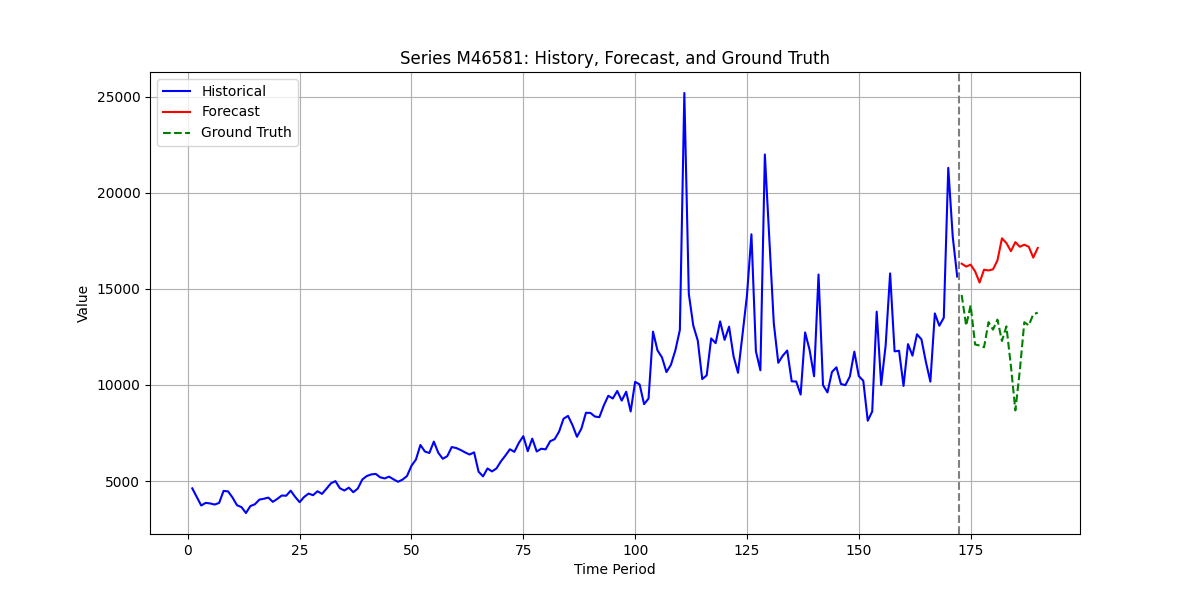 Series M46581: History, Forecast, and Ground Truth
Historical
Forecast
Ground Truth
25000
20000
15000
10000
5000
Value
0 25 50 75 100 125 150 175
Time Period